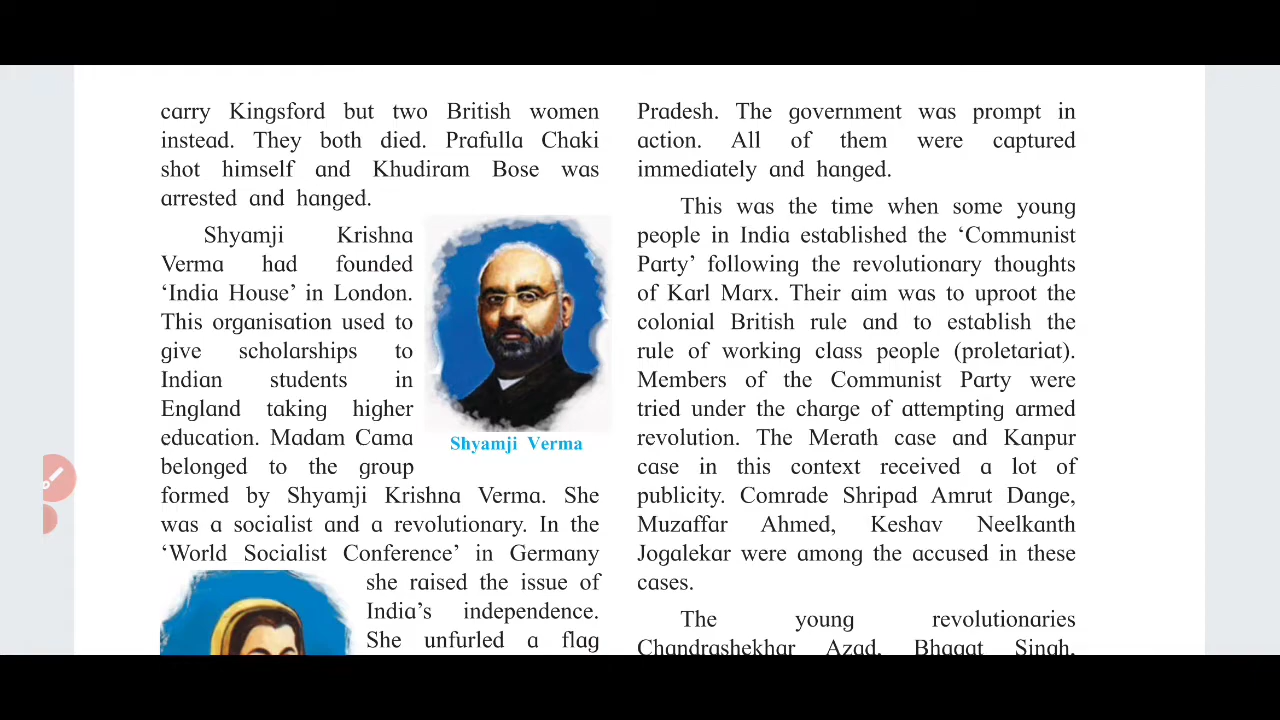 carry Kingsford but two British women
instead. They both died. Prafulla Chaki
shot himself and Khudiram Bose was
arrested and hanged.
Shyamji Krishna
Verma had founded
‘India House’ in London.
This organisation used to
give scholarships to
Indian students in
England taking higher
education. Madam Cama
belonged to the group
Shyamji Verma
formed by Shyamji Krishna Verma. She
was a socialist and a revolutionary. In the
‘World Socialist Conference’ in Germany
she raised the issue of
India’s independence.
She unfurled a flag
Pradesh. The government was prompt in
action. All of them were captured
immediately and hanged.
This was the time when some young
people in India established the ‘Communist
Party’ following the revolutionary thoughts
of Karl Marx. Their aim was to uproot the
colonial British rule and to establish the
rule of working class people (proletariat).
Members of the Communist Party were
tried under the charge of attempting armed
revolution. The Merath case and Kanpur
case in this context received a lot of
publicity. Comrade Shripad Amrut Dange,
Muzaffar Ahmed, Keshav Neelkanth
Jogalekar were among the accused in these
cases.
The young revolutionaries
Chandrashekhar Azad, Bhagat Singh,